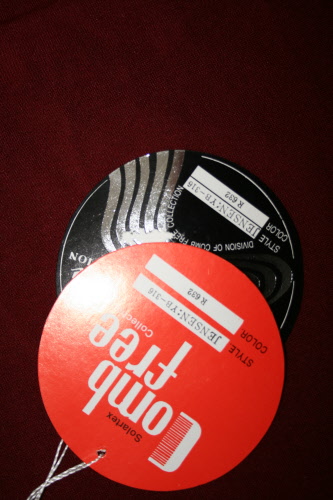 STYLE JENSEN:YB-316
COLOR R 632
DIVISION OF COMB FREE COLLECTION
Solartex
Comb
free
Collec
STYLE JENSEN:YB-316
COLOR R 632